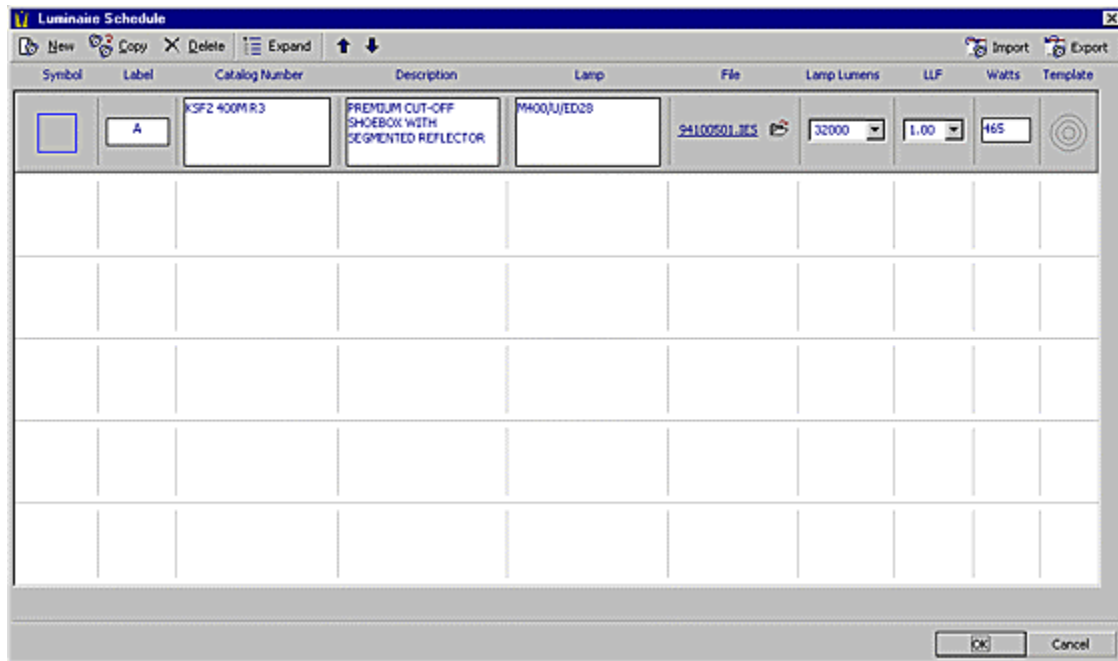 Luminaire Schedule
New Copy Delete Expand Import Export
Symbol Label Catalog Number Description Lamp File Lamp Lumens LLF Watts Template
A
KSF2 400M R3
PREMIUM CUT-OFF
SHOEBOX WITH
SEGMENTED REFLECTOR
M400/U/ED28
94100501.IES
32000
1.00
465
OK Cancel